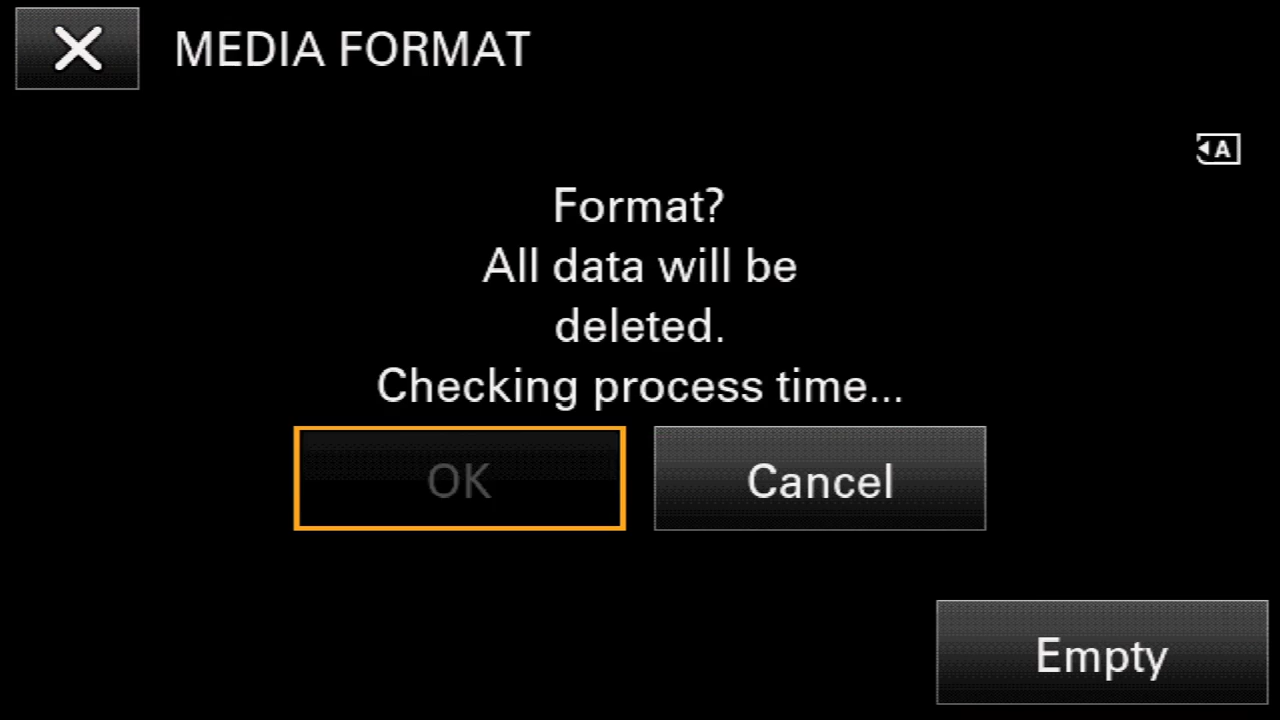 MEDIA FORMAT
A
Format?
All data will be
deleted.
Checking process time...
OK
Cancel
Empty